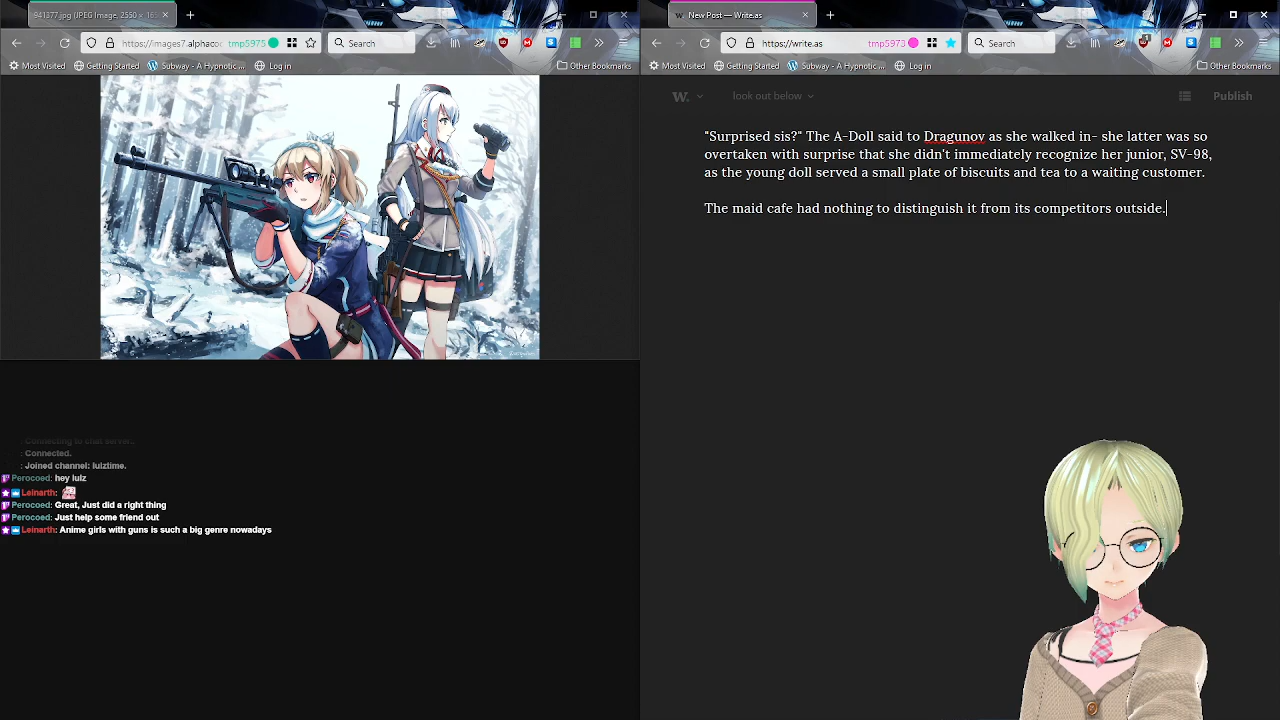 941377.jpg (JPEG Image, 2550 × 16
New Post — Write.as
https://images7.alphaco
tmp5975
Search
https://write.as
tmp5973
Search
Most Visited
Getting Started
Subway - A Hypnotic ...
Log in
Other Bookmarks
Most Visited
Getting Started
Subway - A Hypnotic ...
Log in
Other Bookmarks
W.
look out below
Publish
"Surprised sis?" The A-Doll said to Dragunov as she walked in- she latter was so
overtaken with surprise that she didn't immediately recognize her junior, SV-98,
as the young doll served a small plate of biscuits and tea to a waiting customer.
The maid cafe had nothing to distinguish it from its competitors outside.
: Connecting to chat server...
: Connected.
: Joined channel: lulztime.
Perocoed: hey lulz
Leinarth:
Perocoed: Great, Just did a right thing
Perocoed: Just help some friend out
Leinarth: Anime girls with guns is such a big genre nowadays